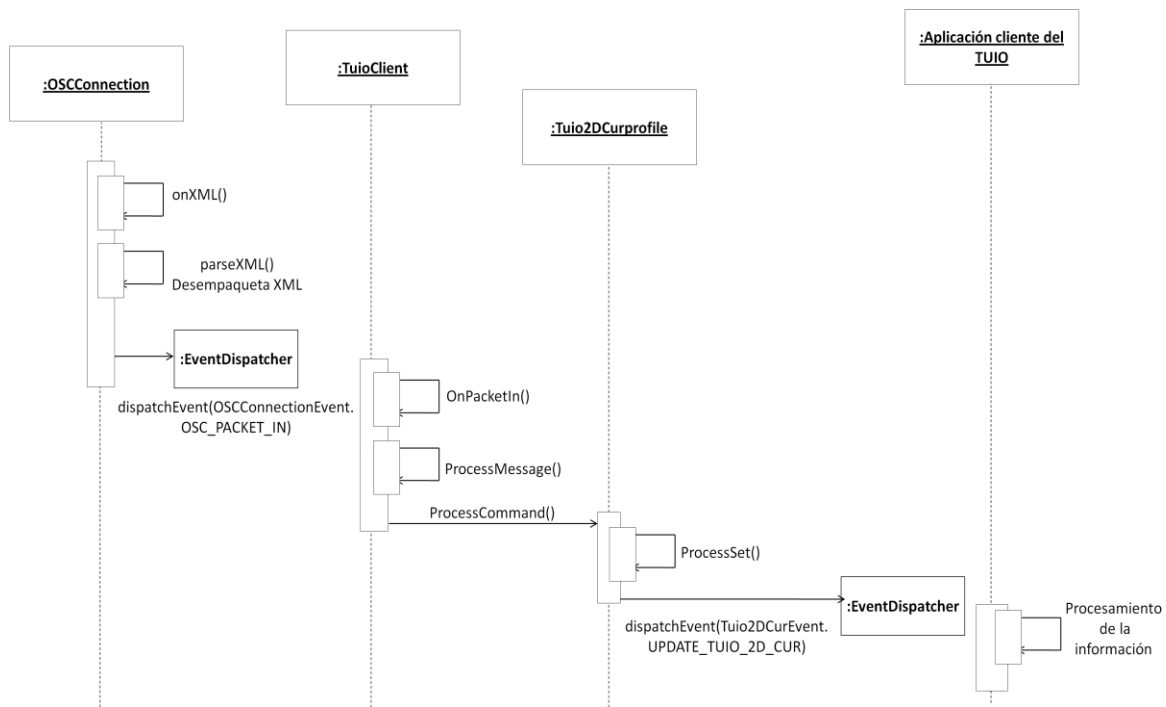 :OSCConnection
:TuioClient
:Tuio2DCurprofile
:Aplicación cliente del
TUIO
onXML()
parseXML()
Desempaqueta XML
:EventDispatcher
dispatchEvent(OSCConnectionEvent.
OSC_PACKET_IN)
OnPacketIn()
ProcessMessage()
ProcessCommand()
ProcessSet()
:EventDispatcher
dispatchEvent(Tuio2DCurEvent.
UPDATE_TUIO_2D_CUR)
Procesamiento
de la
información